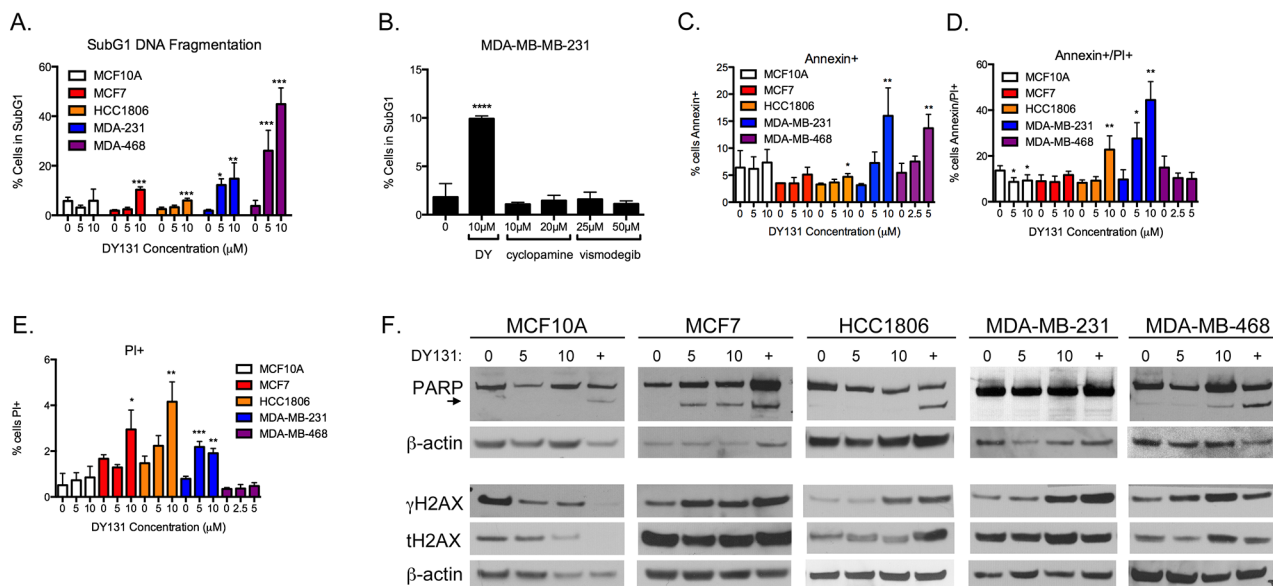 A.
SubG1 DNA Fragmentation
% Cells in SubG1
60
40
20
0
MCF10A
MCF7
HCC1806
MDA-231
MDA-468
*** *** * ** *** ***
0 5 10 0 5 10 0 5 10 0 5 10 0 5 10
DY131 Concentration (μM)
B.
MDA-MB-MB-231
% Cells in SubG1
15
10
5
0
****
0 10μM 10μM 20μM 25μM 50μM
DY cyclopamine vismodegib
C.
Annexin+
% cells Annexin+
25
20
15
10
5
0
MCF10A
MCF7
HCC1806
MDA-MB-231
MDA-MB-468
* ** **
0 5 10 0 5 10 0 5 10 0 5 10 0 2.5 5
DY131 Concentration (μM)
D.
Annexin+/PI+
% cells Annexin/PI+
60
40
20
0
MCF10A
MCF7
HCC1806
MDA-MB-231
MDA-MB-468
* * ** * **
0 5 10 0 5 10 0 5 10 0 5 10 0 2.5 5
DY131 Concentration (μM)
E.
PI+
% cells PI+
6
4
2
0
MCF10A
MCF7
HCC1806
MDA-MB-231
MDA-MB-468
* ** *** **
0 5 10 0 5 10 0 5 10 0 5 10 0 2.5 5
DY131 Concentration (μM)
F.
MCF10A MCF7 HCC1806 MDA-MB-231 MDA-MB-468
DY131: 0 5 10 + 0 5 10 + 0 5 10 + 0 5 10 + 0 5 10 +
PARP
β-actin
γH2AX
tH2AX
β-actin